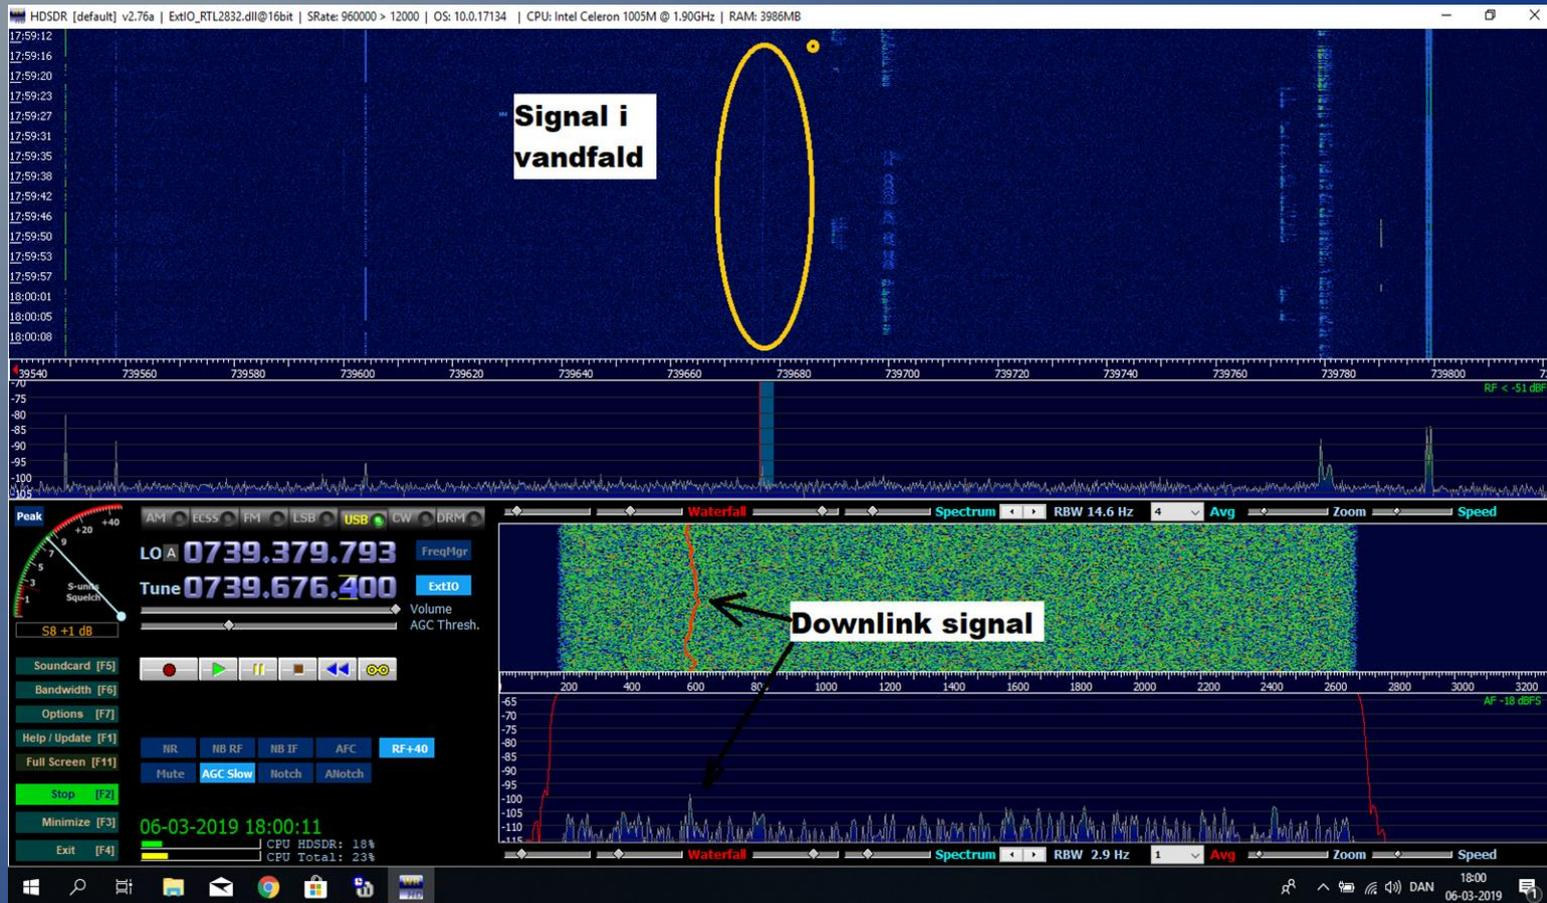 HDSDR [default] v2.76a | ExtIO_RTL2832.dll@16bit | SRate: 960000 > 12000 | OS: 10.0.17134 | CPU: Intel Celeron 1005M @ 1.90GHz | RAM: 3986MB
17:59:12
17:59:16
17:59:20
17:59:23
17:59:27
17:59:31
17:59:35
17:59:38
17:59:42
17:59:46
17:59:50
17:59:53
17:59:57
18:00:01
18:00:05
18:00:08
Signal i
vandfald
39540 739560 739580 739600 739620 739640 739660 739680 739700 739720 739740 739760 739780 739800
RF < -51 dBF
-70
-75
-80
-85
-90
-95
-100
-105
Peak
1 3 5 7 9 +20 +40
S-units
Squelch
S8 +1 dB
AM ECSS FM LSB USB CW DRM
LO A 0739.379.793 FreqMgr
Tune 0739.676.400 ExtIO
Volume
AGC Thresh.
Soundcard [F5]
Bandwidth [F6]
Options [F7]
Help / Update [F1]
Full Screen [F11]
Stop [F2]
Minimize [F3]
Exit [F4]
NR NB RF NB IF AFC RF+40
Mute AGC Slow Notch ANotch
06-03-2019 18:00:11
CPU HDSDR: 18%
CPU Total: 23%
Waterfall Spectrum RBW 14.6 Hz 4 Avg Zoom Speed
Downlink signal
200 400 600 1000 1200 1400 1600 1800 2000 2200 2400 2600 2800 3000 3200
AF -18 dBFS
-65
-70
-75
-80
-85
-90
-95
-100
-105
-110
-115
Waterfall Spectrum RBW 2.9 Hz 1 Avg Zoom Speed
DAN
18:00
06-03-2019
1